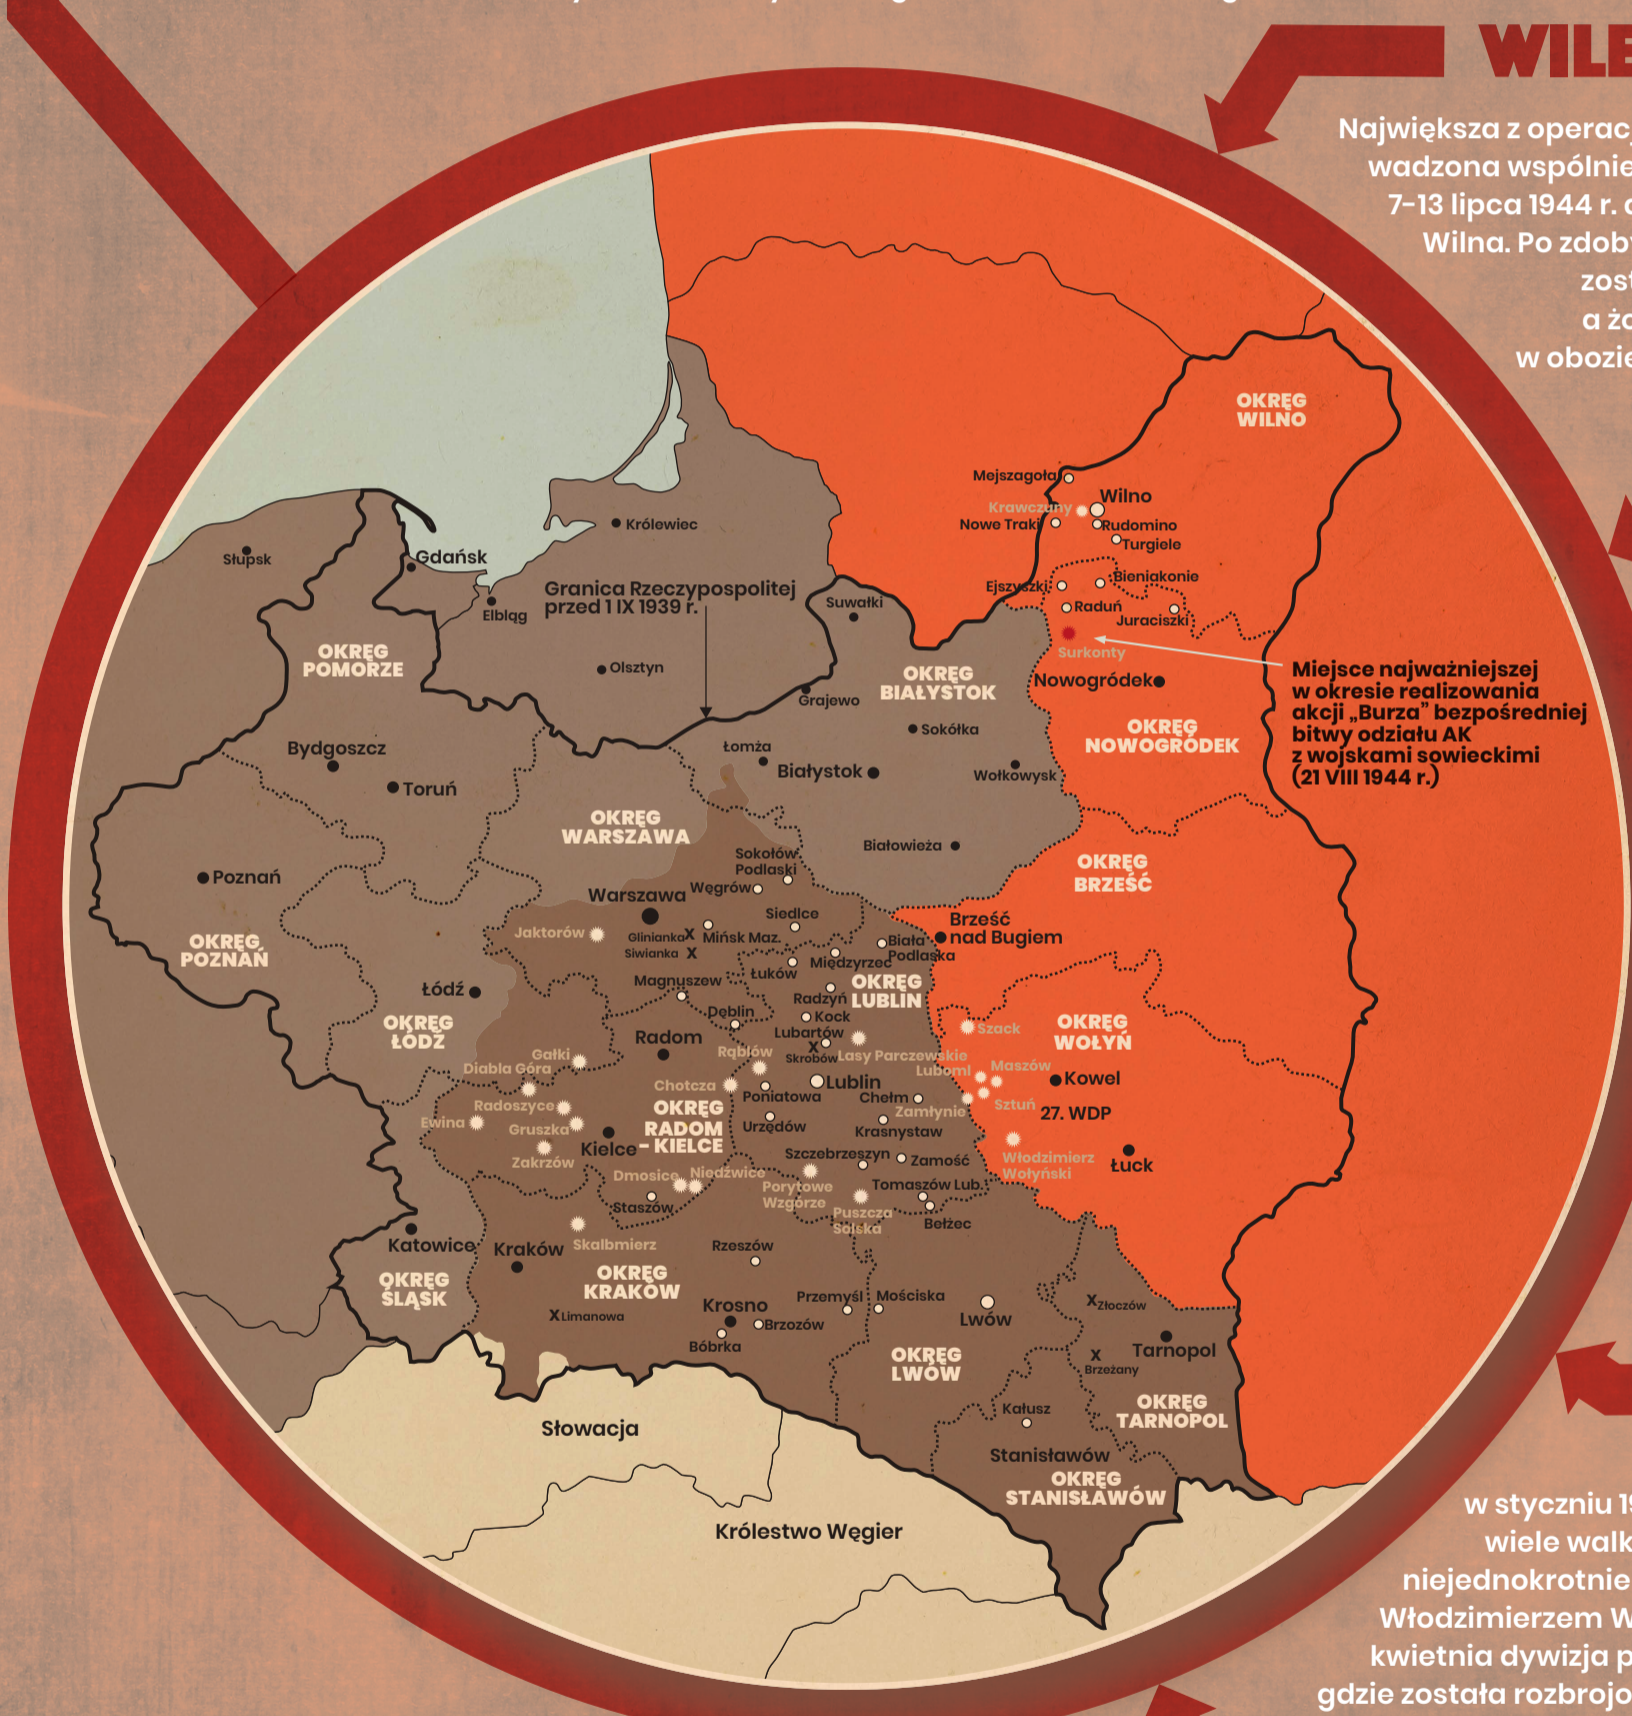 WILE
Największa z operacj
wadzona wspólnie
7-13 lipca 1944 r.
Wilna. Po zdoby
zost
a żo
w obozie
OKRĘG
WILNO
Mejszagoła
Krawczuny
Wilno
Nowe Traki
Rudomino
Turgiele
Ejszyszki
Bieniakonie
Raduń
Juraciszki
Surkonty
Miejsce najważniejszej
w okresie realizowania
akcji „Burza” bezpośredniej
bitwy odziału AK
z wojskami sowieckimi
(21 VIII 1944 r.)
Nowogródek
OKRĘG
NOWOGRÓDEK
Słupsk
Gdańsk
Królewiec
Elbląg
Granica Rzeczypospolitej
przed 1 IX 1939 r.
Suwałki
OKRĘG
POMORZE
Olsztyn
Grajewo
OKRĘG
BIAŁYSTOK
Sokółka
Bydgoszcz
Toruń
Łomża
Białystok
Wołkowysk
OKRĘG
WARSZAWA
Białowieża
OKRĘG
BRZEŚĆ
Poznań
Sokołów
Podlaski
Węgrów
Warszawa
Siedlce
Brześć
nad Bugiem
OKRĘG
POZNAŃ
Jaktorów
Glinianka X
Siwianka X
Mińsk Maz.
Biała
Podlaska
Międzyrzec
Łuków
Łódź
Magnuszew
Radzyń
OKRĘG
LUBLIN
OKRĘG
ŁÓDŹ
Dęblin
Kock
Lubartów
X
Skrobów
Lasy Parczewskie
Szack
OKRĘG
WOŁYŃ
Radom
Rąblów
Gałki
Diabla Góra
Luboml
Maszów
Kowel
Chotcza
Lublin
Poniatowa
Chełm
Zamłynie
Sztuń
27. WDP
Radoszyce
Ewina
Gruszka
OKRĘG
RADOM
- KIELCE
Urzędów
Krasnystaw
Kielce
Zakrzów
Szczebrzeszyn
Zamość
Włodzimierz
Wołyński
Łuck
Dmosice
Niedźwice
Porytowe
Wzgórze
Tomaszów Lub.
Staszów
Puszcza
Solska
Bełżec
Katowice
Kraków
Skalbmierz
Rzeszów
OKRĘG
ŚLĄSK
OKRĘG
KRAKÓW
Przemyśl
Mościska
X Limanowa
Krosno
Brzozów
Bóbrka
Lwów
X Złoczów
Tarnopol
X
Brzeżany
OKRĘG
LWÓW
OKRĘG
TARNOPOL
Kałusz
Stanisławów
OKRĘG
STANISŁAWÓW
Słowacja
Królestwo Węgier
w styczniu 19
wiele walk
niejednokrotnie
Włodzimierzem W
kwietnia dywizja p
gdzie została rozbrojo